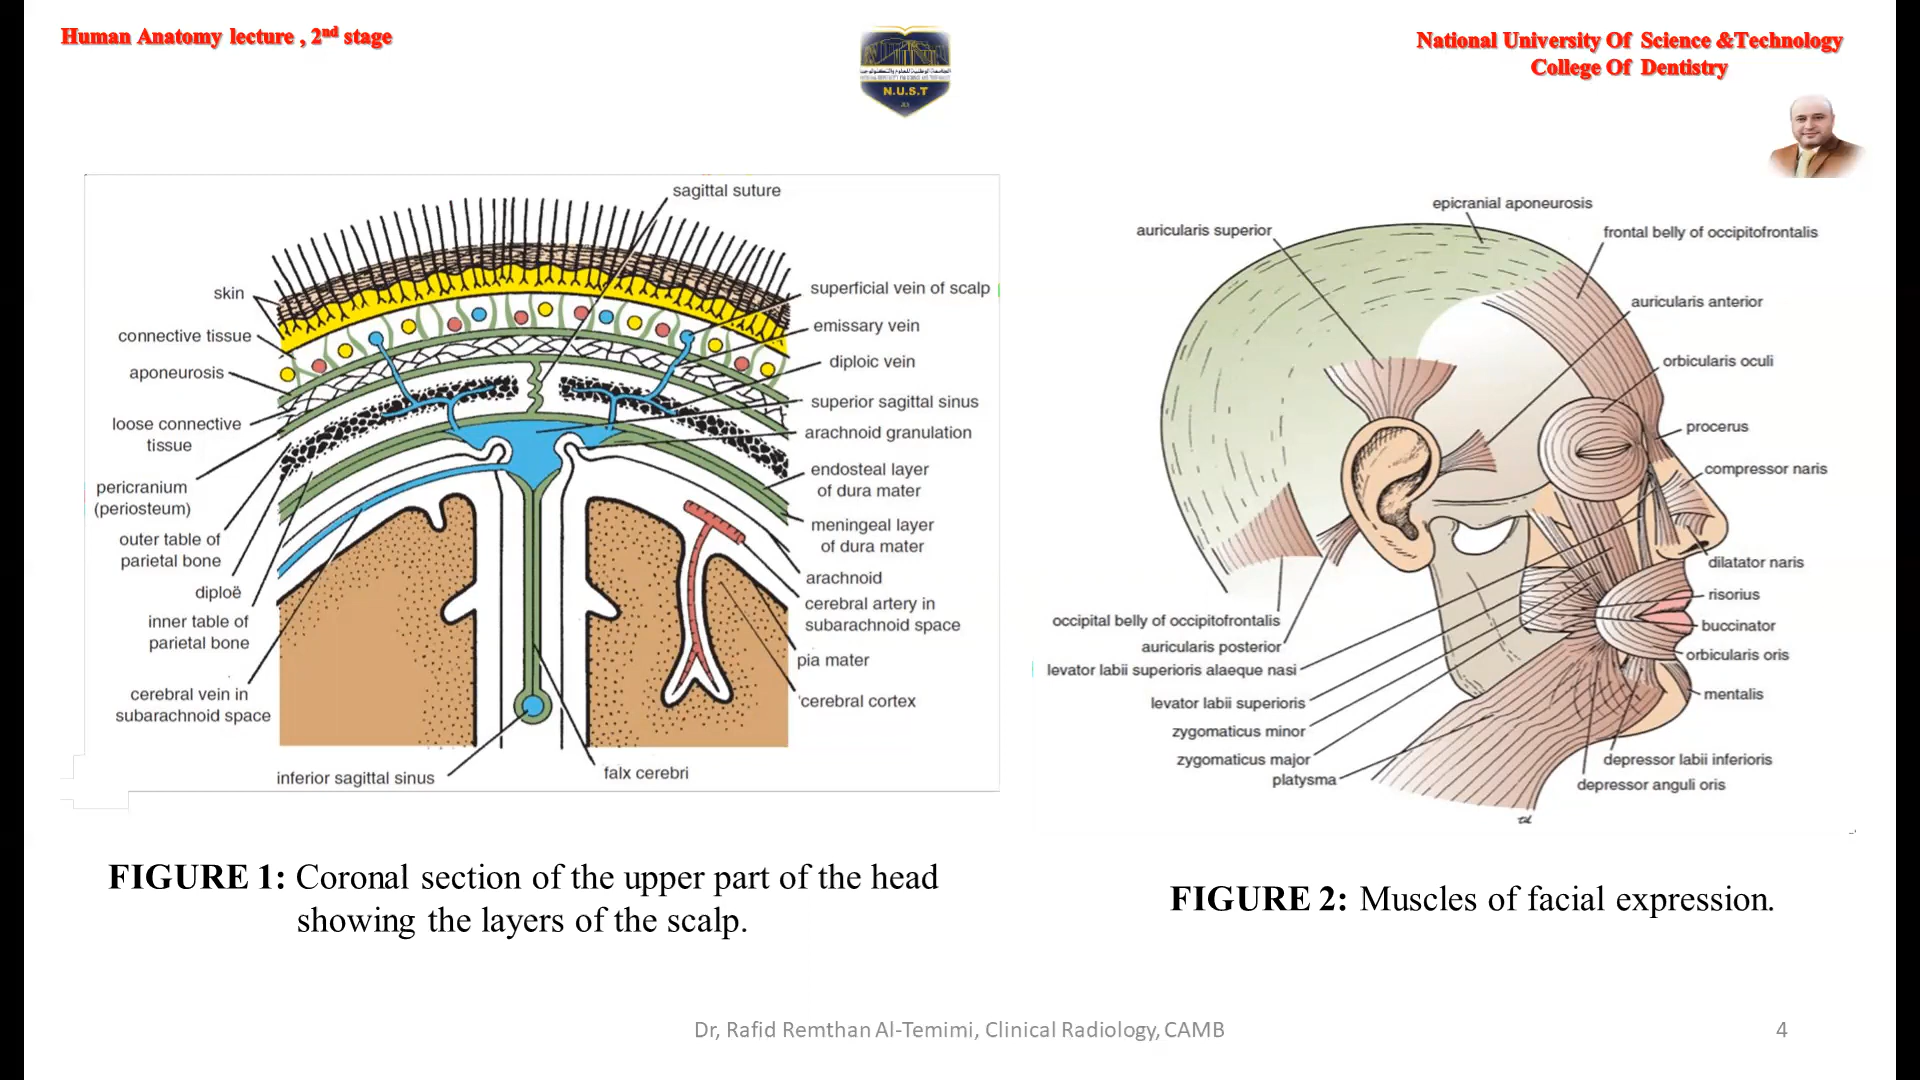 Human Anatomy lecture , 2nd stage
N.U.S.T
National University Of Science &Technology
College Of Dentistry
sagittal suture
skin
connective tissue
aponeurosis
loose connective
tissue
pericranium
(periosteum)
outer table of
parietal bone
diploë
inner table of
parietal bone
cerebral vein in
subarachnoid space
inferior sagittal sinus
superficial vein of scalp
emissary vein
diploic vein
superior sagittal sinus
arachnoid granulation
endosteal layer
of dura mater
meningeal layer
of dura mater
arachnoid
cerebral artery in
subarachnoid space
pia mater
cerebral cortex
falx cerebri
FIGURE 1: Coronal section of the upper part of the head
showing the layers of the scalp.
epicranial aponeurosis
auricularis superior
frontal belly of occipitofrontalis
auricularis anterior
orbicularis oculi
procerus
compressor naris
dilatator naris
risorius
buccinator
orbicularis oris
mentalis
depressor labii inferioris
depressor anguli oris
occipital belly of occipitofrontalis
auricularis posterior
levator labii superioris alaeque nasi
levator labii superioris
zygomaticus minor
zygomaticus major
platysma
FIGURE 2: Muscles of facial expression.
Dr, Rafid Remthan Al-Temimi, Clinical Radiology, CAMB
4